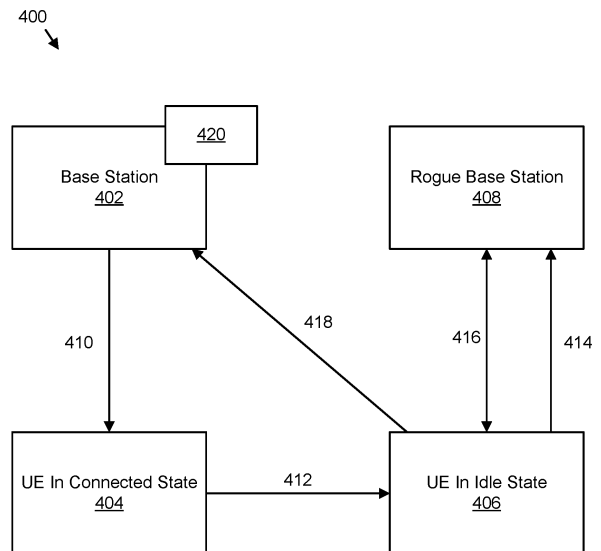 400
420
Base Station
402
Rogue Base Station
408
410
418
416
414
UE In Connected State
404
412
UE In Idle State
406